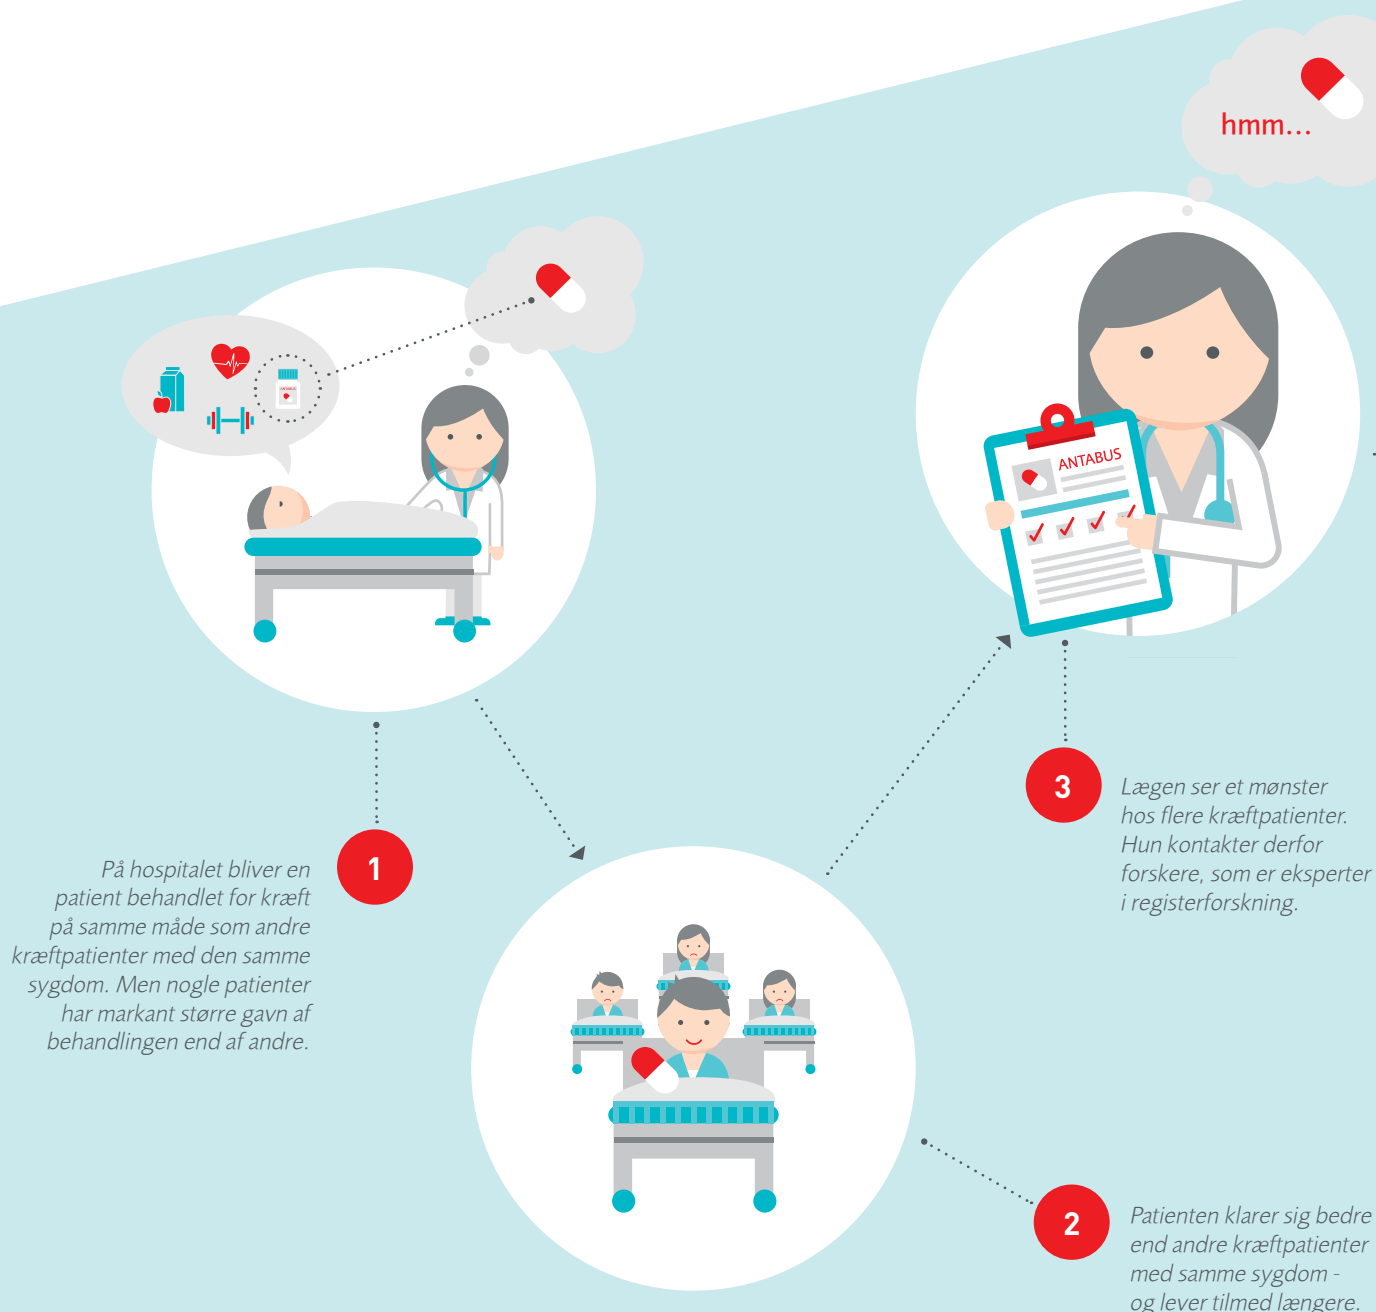 hmm...
ANTABUS
ANTABUS
1
På hospitalet bliver en
patient behandlet for kræft
på samme måde som andre
kræftpatienter med den samme
sygdom. Men nogle patienter
har markant større gavn af
behandlingen end af andre.
2
Patienten klarer sig bedre
end andre kræftpatienter
med samme sygdom -
og lever tilmed længere.
3
Lægen ser et mønster
hos flere kræftpatienter.
Hun kontakter derfor
forskere, som er eksperter
i registerforskning.